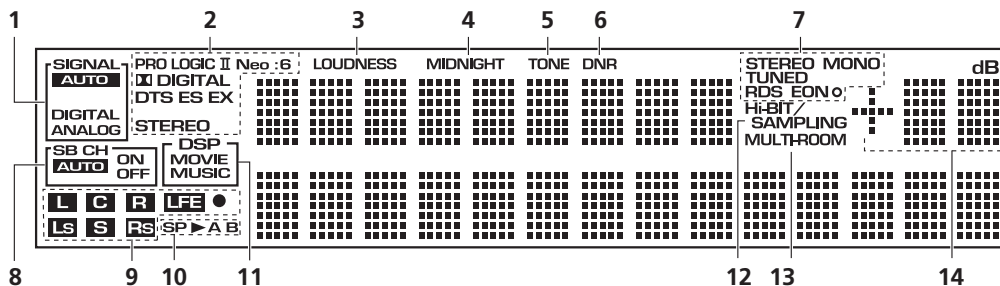 1 2 3 4 5 6 7
SIGNAL PRO LOGIC II Neo :6 LOUDNESS MIDNIGHT TONE DNR STEREO MONO dB
AUTO DIGITAL TUNED
DTS ES EX RDS EON
DIGITAL Hi-BIT/
ANALOG STEREO SAMPLING
SB CH DSP MULTI-ROOM
AUTO ON MOVIE
OFF MUSIC
L C R LFE
Ls S Rs SP ►A B
8 9 10 11 12 13 14